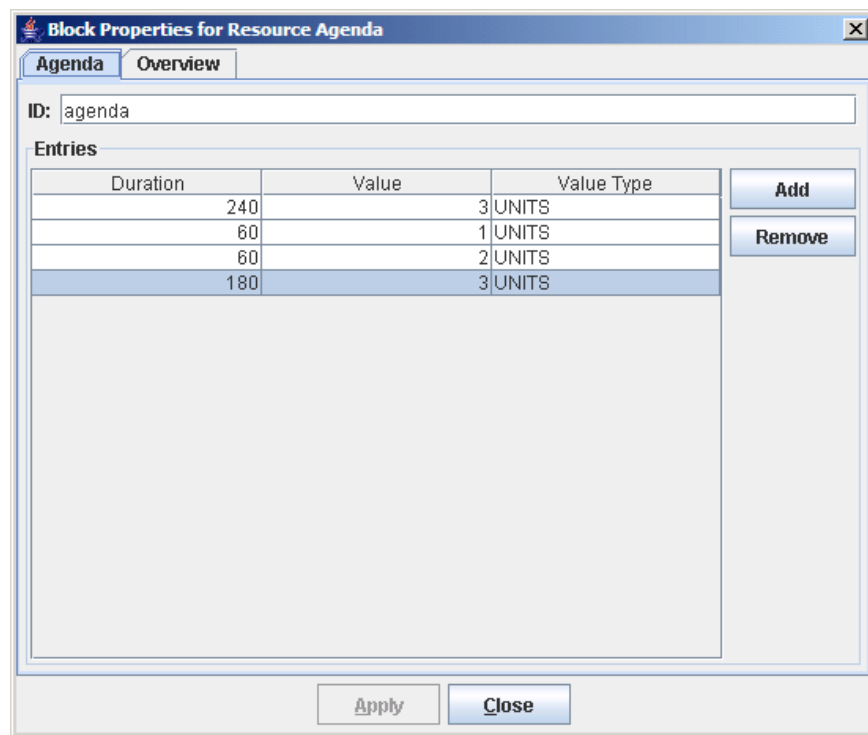 Block Properties for Resource Agenda
Agenda Overview
ID: agenda
Entries
Duration Value Value Type
240 3 UNITS
60 1 UNITS
60 2 UNITS
180 3 UNITS
Add
Remove
Apply Close